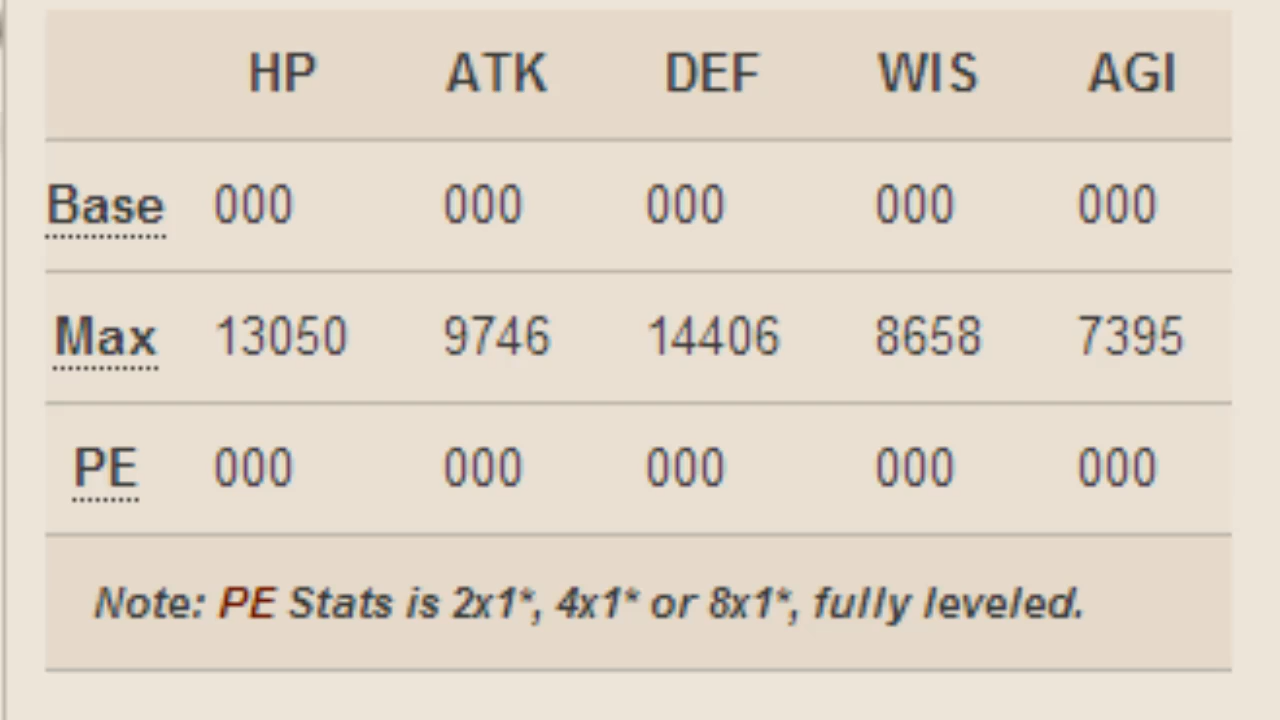 HP ATK DEF WIS AGI
Base 000 000 000 000 000
Max 13050 9746 14406 8658 7395
PE 000 000 000 000 000
Note: PE Stats is 2x1*, 4x1* or 8x1*, fully leveled.